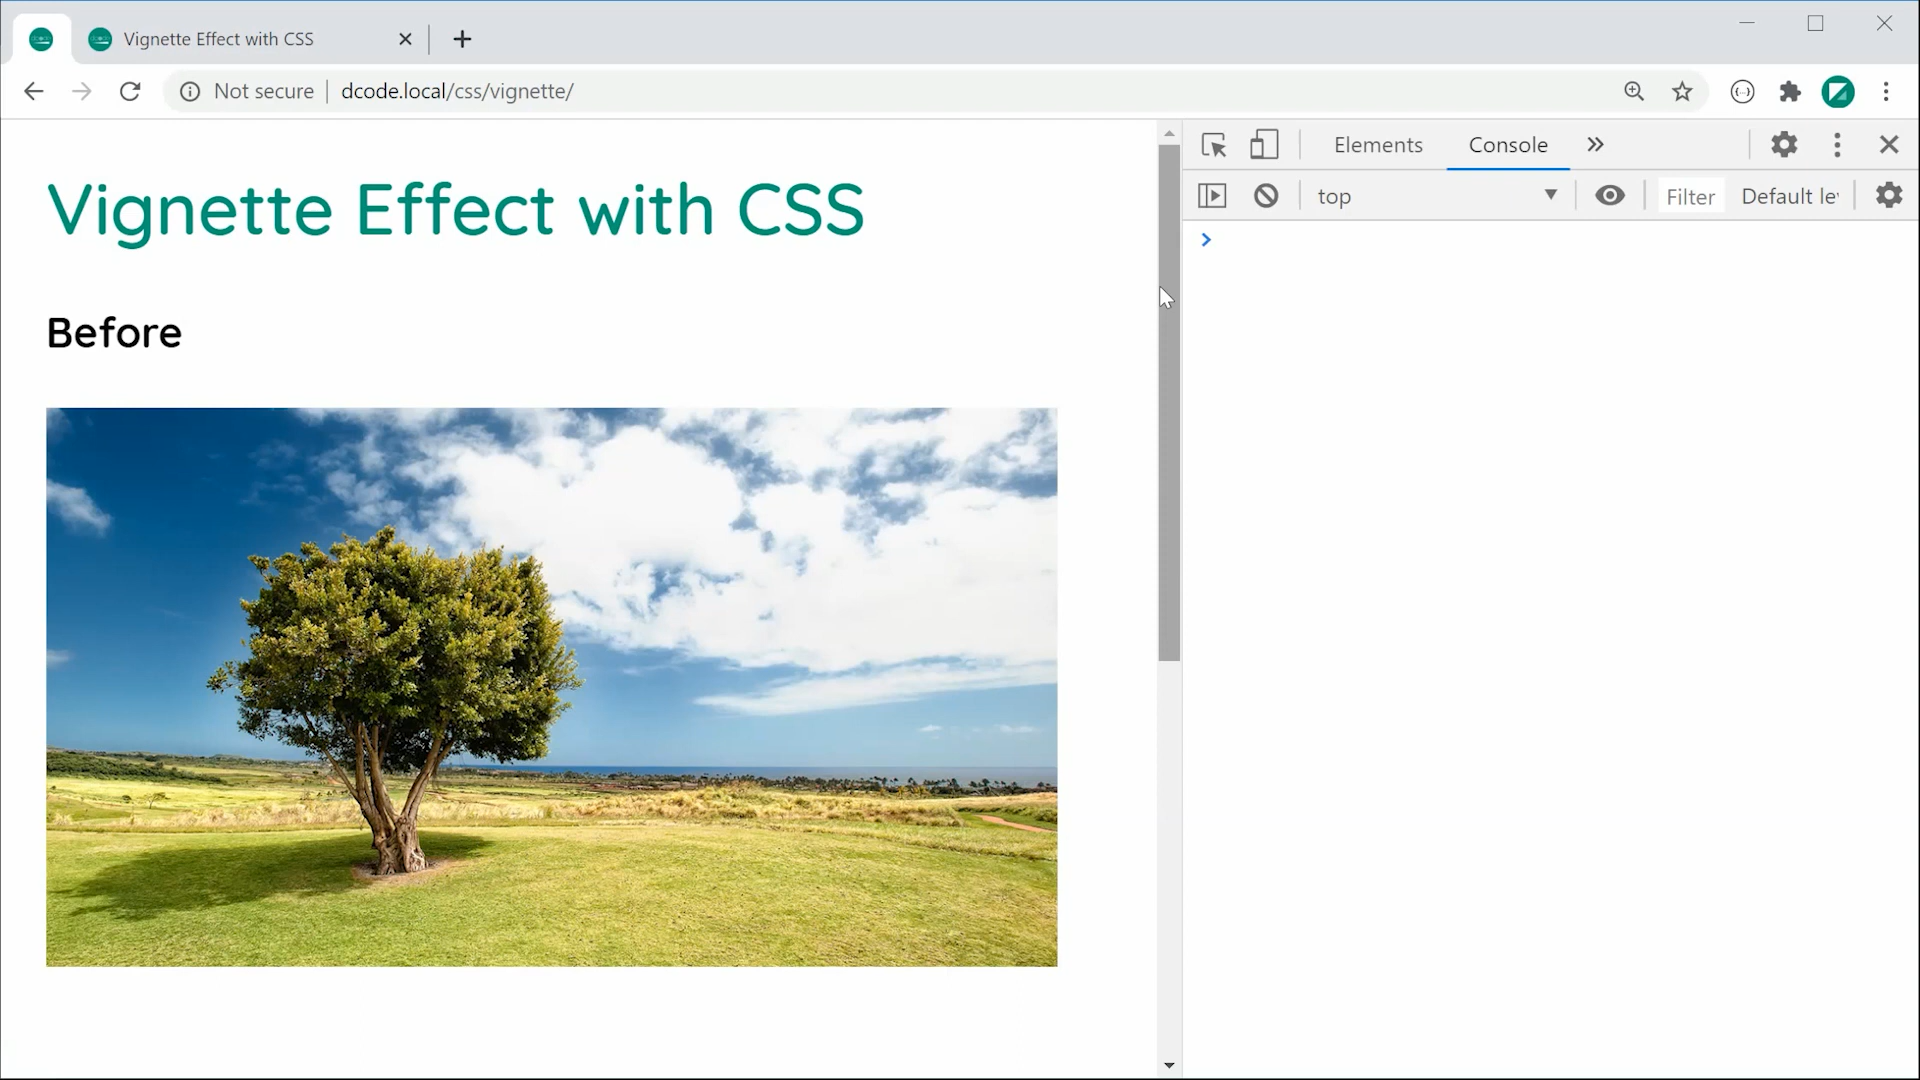 Vignette Effect with CSS
Not secure
dcode.local/css/vignette/
Elements
Console
top
Filter
Default le
Vignette Effect with CSS
Before